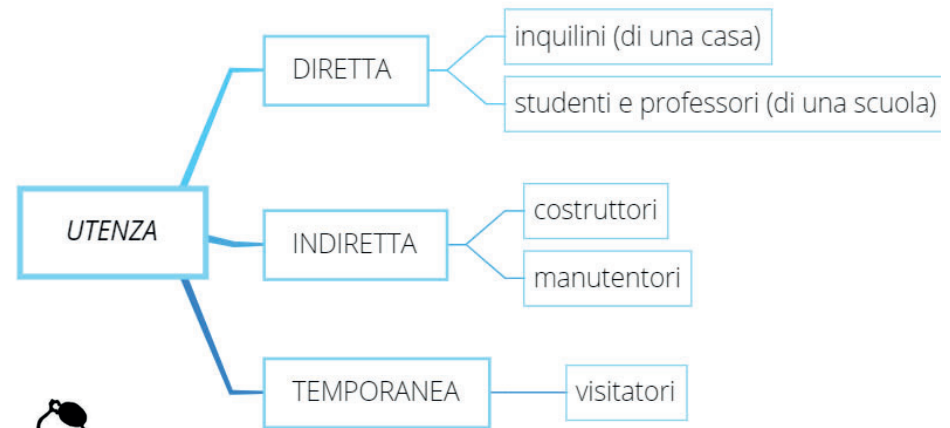 UTENZA
DIRETTA
inquilini (di una casa)
studenti e professori (di una scuola)
INDIRETTA
costruttori
manutentori
TEMPORANEA
visitatori